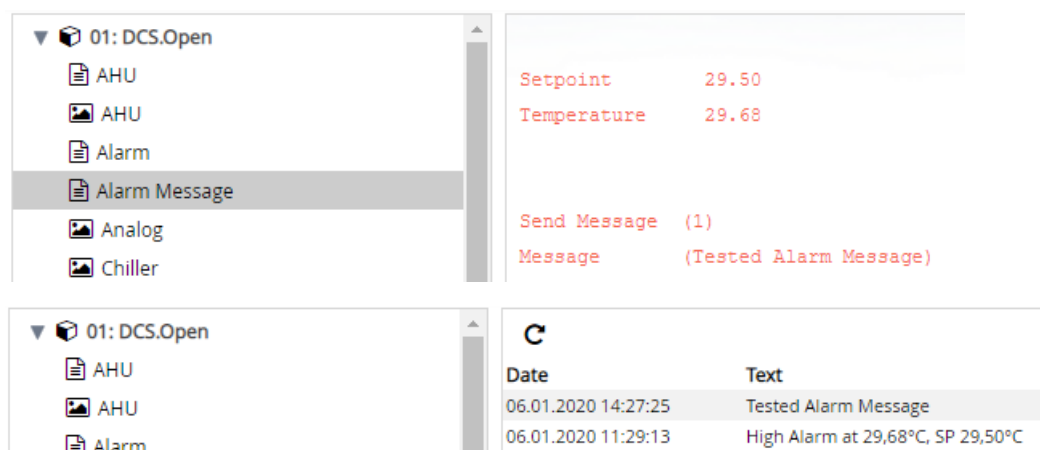 01: DCS.Open
AHU
AHU
Alarm
Alarm Message
Analog
Chiller
Setpoint 29.50
Temperature 29.68
Send Message (1)
Message (Tested Alarm Message)
01: DCS.Open
AHU
AHU
Alarm
Date Text
06.01.2020 14:27:25 Tested Alarm Message
06.01.2020 11:29:13 High Alarm at 29,68°C, SP 29,50°C